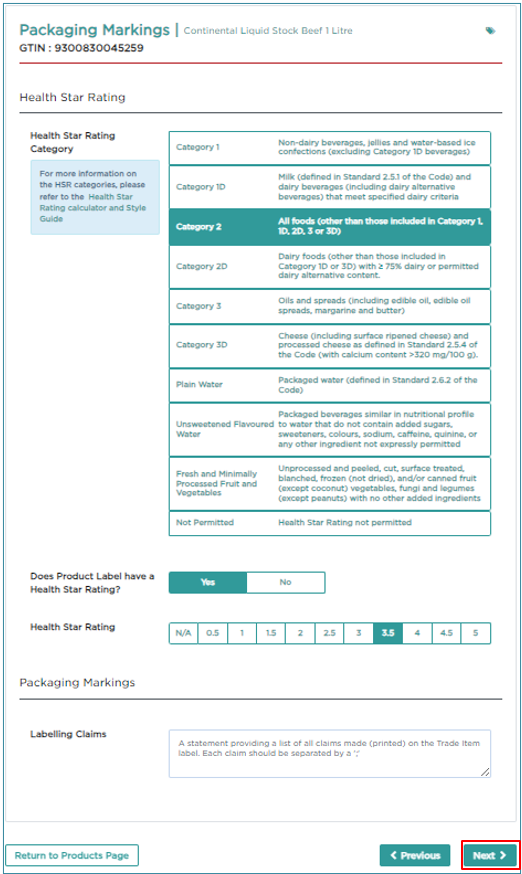 Packaging Markings | Continental Liquid Stock Beef 1 Litre
GTIN : 9300830045259
Health Star Rating
Health Star Rating
Category
For more information on
the HSR categories, please
refer to the Health Star
Rating calculator and Style
Guide
Category 1
Non-dairy beverages, jellies and water-based ice
confections (excluding Category 1D beverages)
Category 1D
Milk (defined in Standard 2.5.1 of the Code) and
dairy beverages (including dairy alternative
beverages) that meet specified dairy criteria
Category 2
All foods (other than those included in Category 1,
1D, 2D, 3 or 3D)
Category 2D
Dairy foods (other than those included in
Category 1D or 3D) with ≥ 75% dairy or permitted
dairy alternative content.
Category 3
Oils and spreads (including edible oil, edible oil
spreads, margarine and butter)
Category 3D
Cheese (including surface ripened cheese) and
processed cheese as defined in Standard 2.5.4 of
the Code (with calcium content >320 mg/100 g).
Plain Water
Packaged water (defined in Standard 2.6.2 of the
Code)
Unsweetened Flavoured
Water
Packaged beverages similar in nutritional profile
to water that do not contain added sugars,
sweeteners, colours, sodium, caffeine, quinine, or
any other ingredient not expressly permitted
Fresh and Minimally
Processed Fruit and
Vegetables
Unprocessed and peeled, cut, surface treated,
blanched, frozen (not dried), and/or canned fruit
(except coconut) vegetables, fungi and legumes
(except peanuts) with no other added ingredients
Not Permitted
Health Star Rating not permitted
Does Product Label have a
Health Star Rating?
Yes No
Health Star Rating
N/A 0.5 1 1.5 2 2.5 3 3.5 4 4.5 5
Packaging Markings
Labelling Claims
A statement providing a list of all claims made (printed) on the Trade Item
label. Each claim should be separated by a ';'
Return to Products Page
Previous
Next